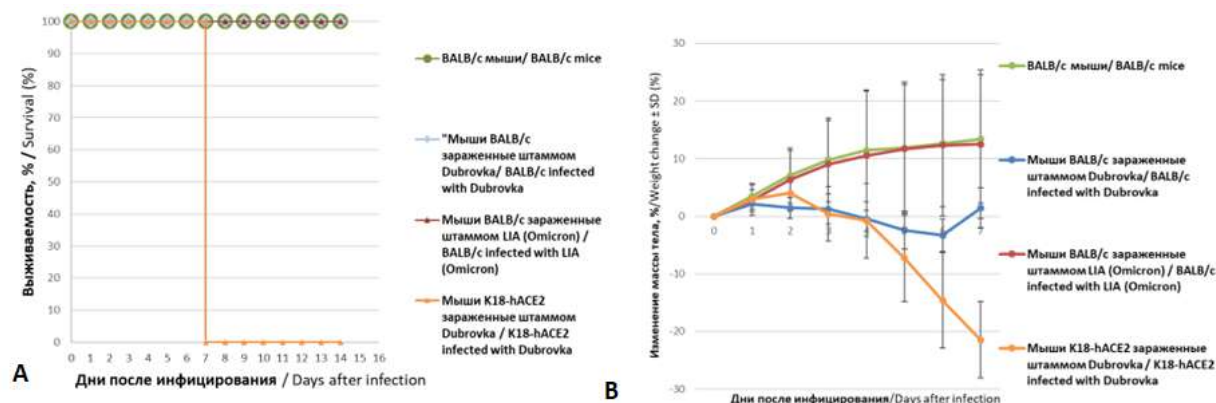 100
90
80
70
60
50
40
30
20
10
0
Выживаемость, % / Survival (%)
0 1 2 3 4 5 6 7 8 9 10 11 12 13 14 15 16
Дни после инфицирования / Days after infection
A
BALB/c мыши/ BALB/c mice
"Мыши BALB/c
зараженные штаммом
Dubrovka/ BALB/c infected
with Dubrovka
Мыши BALB/c зараженные
штаммом LIA (Omicron) /
BALB/c infected with LIA
(Omicron)
Мыши K18-hACE2
зараженные штаммом
Dubrovka / K18-hACE2
infected with Dubrovka
30
20
10
0
-10
-20
-30
Изменение массы тела, %/Weight change ± SD (%)
0 1 2
Дни после инфицирования/Days after infection
B
BALB/c мыши/ BALB/c mice
Мыши BALB/c зараженные
штаммом Dubrovka/ BALB/c
infected with Dubrovka
Мыши BALB/c зараженные
штаммом LIA (Omicron) / BALB/c
infected with LIA (Omicron)
Мыши K18-hACE2 зараженные
штаммом Dubrovka / K18-hACE2
infected with Dubrovka